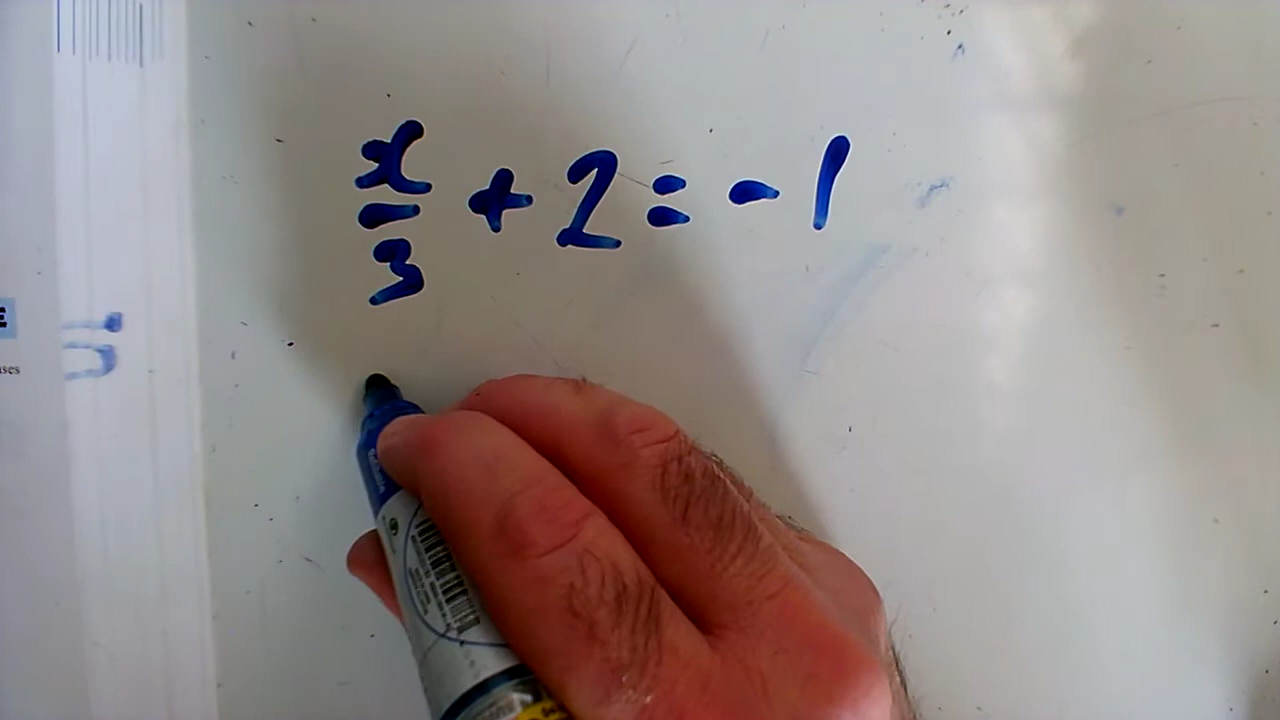 x/3 + 2 = -1
E